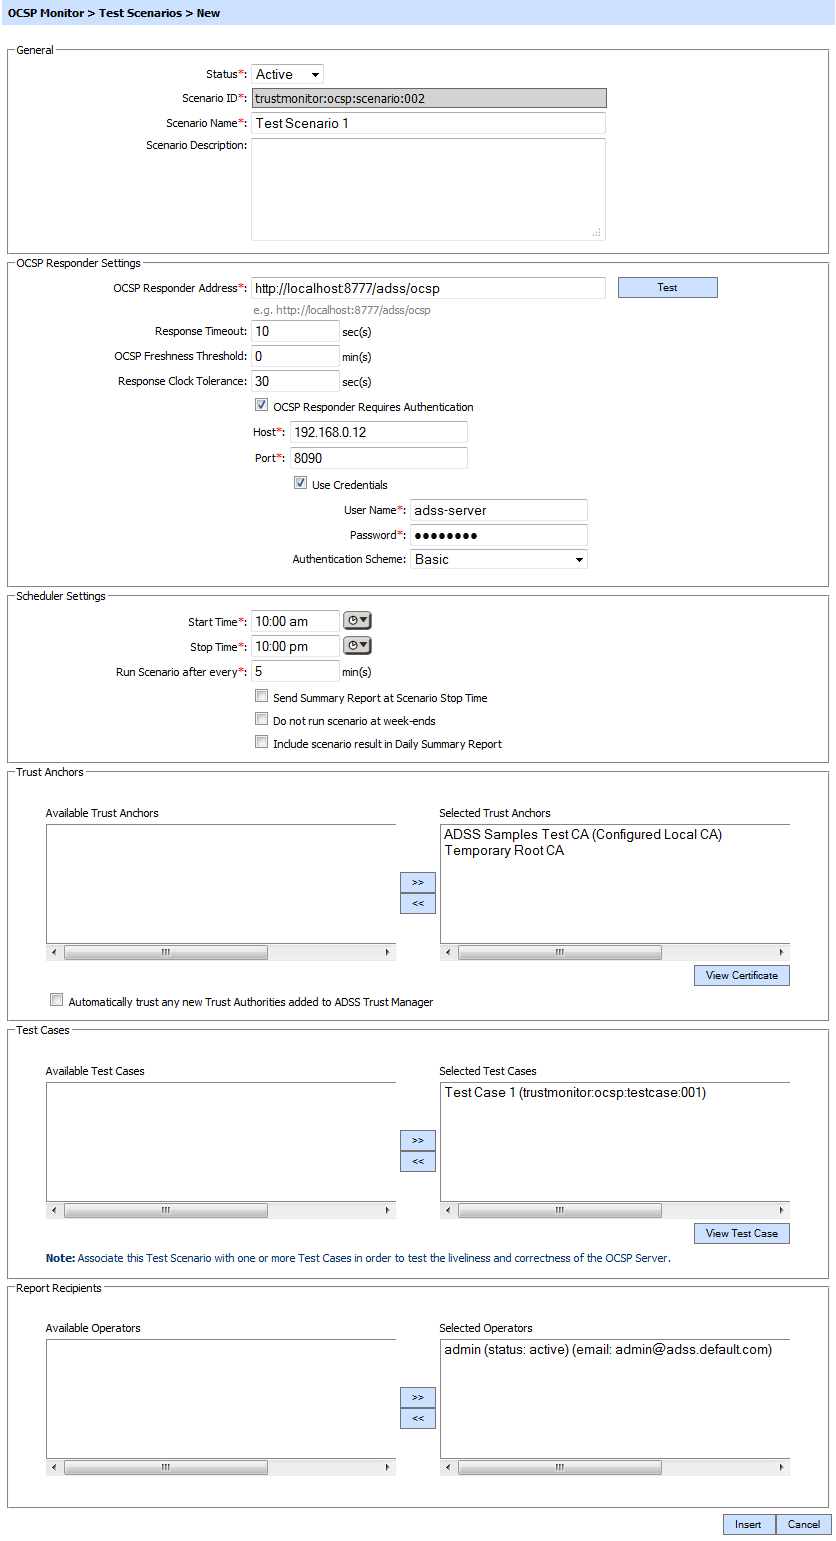 OCSP Monitor > Test Scenarios > New
General
Status*: Active
Scenario ID*: trustmonitor:ocsp:scenario:002
Scenario Name*: Test Scenario 1
Scenario Description:
OCSP Responder Settings
OCSP Responder Address*: http://localhost:8777/adss/ocsp Test
e.g. http://localhost:8777/adss/ocsp
Response Timeout: 10 sec(s)
OCSP Freshness Threshold: 0 min(s)
Response Clock Tolerance: 30 sec(s)
OCSP Responder Requires Authentication
Host*: 192.168.0.12
Port*: 8090
Use Credentials
User Name*: adss-server
Password*: ●●●●●●●●
Authentication Scheme: Basic
Scheduler Settings
Start Time*: 10:00 am
Stop Time*: 10:00 pm
Run Scenario after every*: 5 min(s)
Send Summary Report at Scenario Stop Time
Do not run scenario at week-ends
Include scenario result in Daily Summary Report
Trust Anchors
Available Trust Anchors Selected Trust Anchors
ADSS Samples Test CA (Configured Local CA)
Temporary Root CA
>>
<<
View Certificate
Automatically trust any new Trust Authorities added to ADSS Trust Manager
Test Cases
Available Test Cases Selected Test Cases
Test Case 1 (trustmonitor:ocsp:testcase:001)
>>
<<
View Test Case
Note: Associate this Test Scenario with one or more Test Cases in order to test the liveliness and correctness of the OCSP Server.
Report Recipients
Available Operators Selected Operators
admin (status: active) (email: admin@adss.default.com)
>>
<<
Insert Cancel